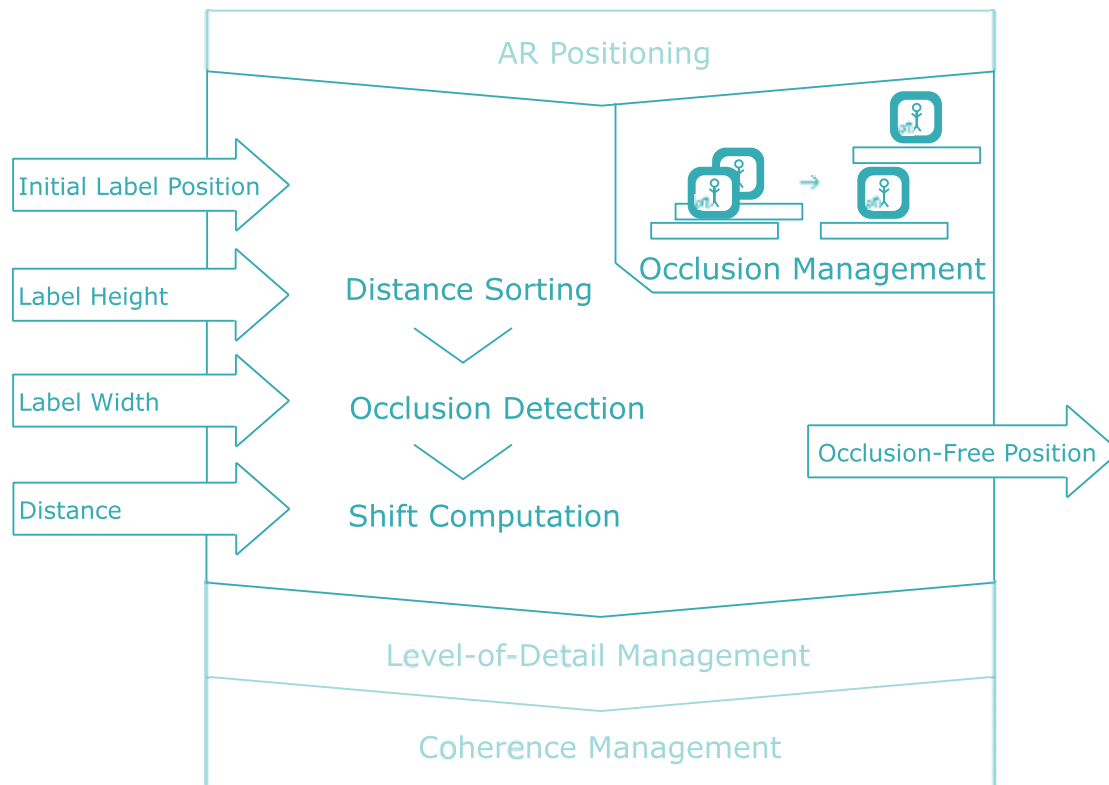 AR Positioning
Initial Label Position
Label Height
Label Width
Distance
Occlusion Management
Distance Sorting
Occlusion Detection
Shift Computation
Occlusion-Free Position
Level-of-Detail Management
Coherence Management